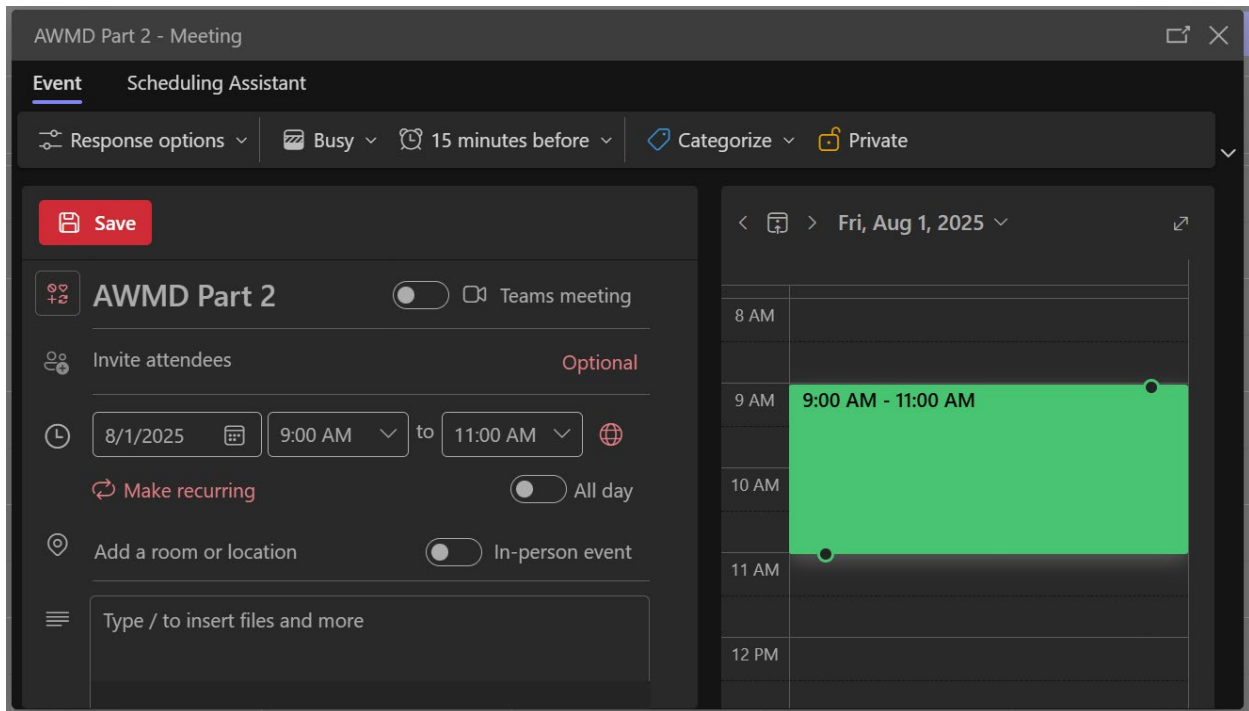 AWMD Part 2 - Meeting
Event Scheduling Assistant
Response options Busy 15 minutes before Categorize Private
Save
AWMD Part 2 Teams meeting
Invite attendees Optional
8/1/2025 9:00 AM to 11:00 AM
Make recurring All day
Add a room or location In-person event
Type / to insert files and more
Fri, Aug 1, 2025
8 AM
9 AM 9:00 AM - 11:00 AM
10 AM
11 AM
12 PM